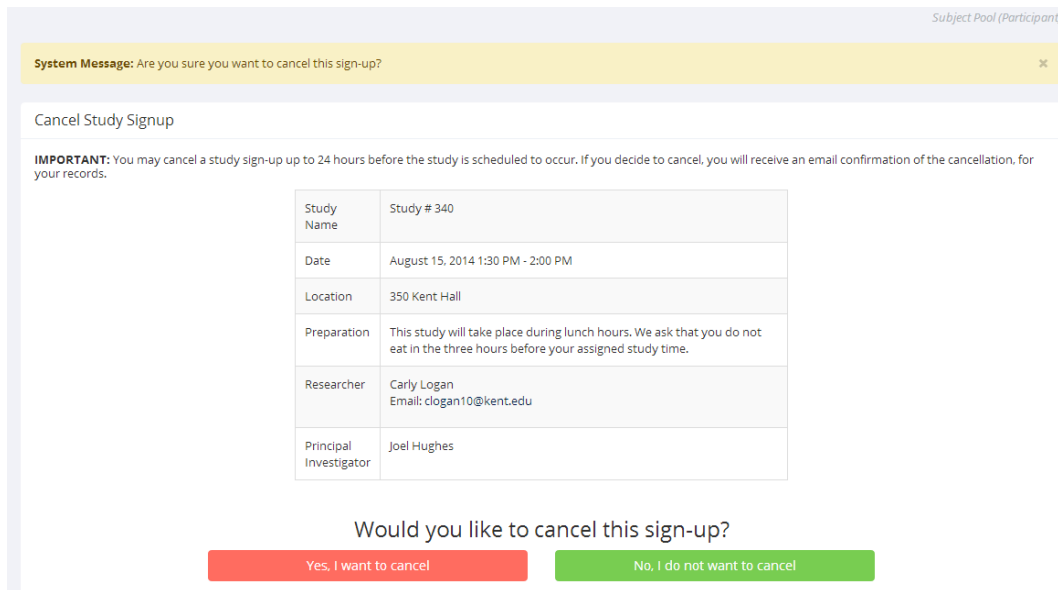 Subject Pool (Participant
System Message: Are you sure you want to cancel this sign-up?
×
Cancel Study Signup
IMPORTANT: You may cancel a study sign-up up to 24 hours before the study is scheduled to occur. If you decide to cancel, you will receive an email confirmation of the cancellation, for
your records.
Study Name
Study # 340
Date
August 15, 2014 1:30 PM - 2:00 PM
Location
350 Kent Hall
Preparation
This study will take place during lunch hours. We ask that you do not
eat in the three hours before your assigned study time.
Researcher
Carly Logan
Email: clogan10@kent.edu
Principal
Investigator
Joel Hughes
Would you like to cancel this sign-up?
Yes, I want to cancel
No, I do not want to cancel